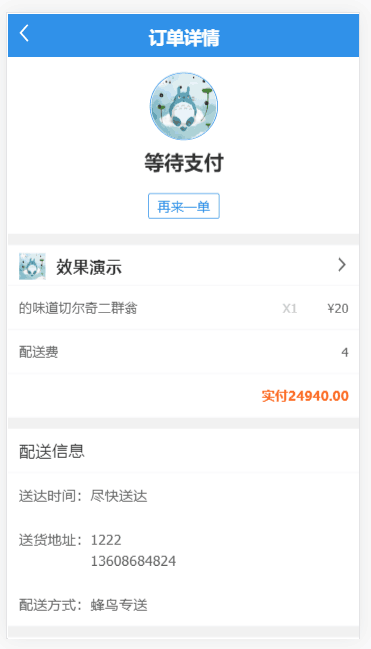 订单详情
等待支付
再来一单
效果演示
的味道切尔奇二群翁 X1 ¥20
配送费 4
实付24940.00
配送信息
送达时间：尽快送达
送货地址：1222
13608684824
配送方式：蜂鸟专送